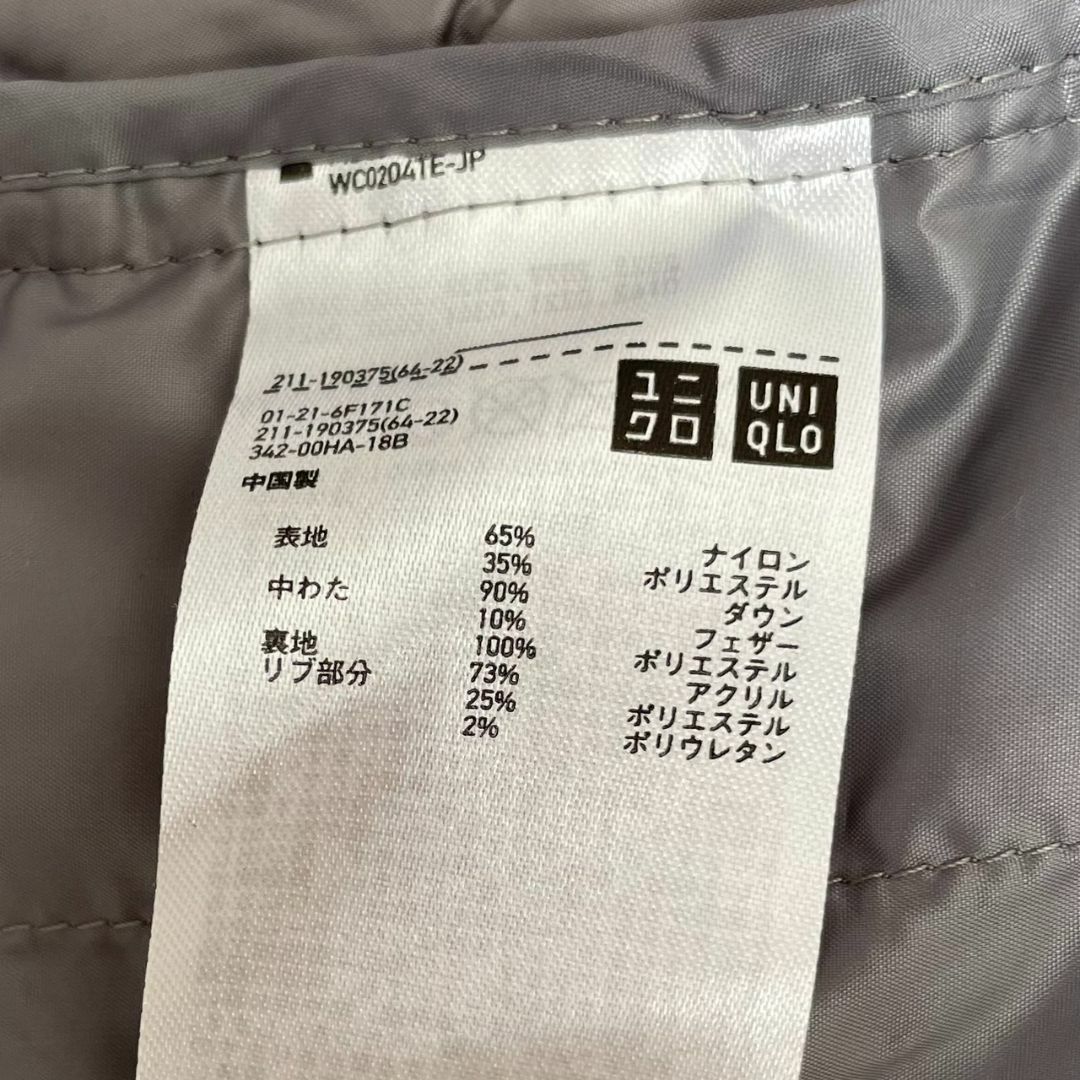 WC0204TE-JP
211-190375(64-22)
01-21-6F171C
211-190375(64-22)
342-00HA-18B
ユニ
クロ
UNI
QLO
中国製
表地 65% ナイロン
35% ポリエステル
中わた 90% ダウン
10% フェザー
裏地 100% ポリエステル
リブ部分 73% アクリル
25% ポリエステル
2% ポリウレタン